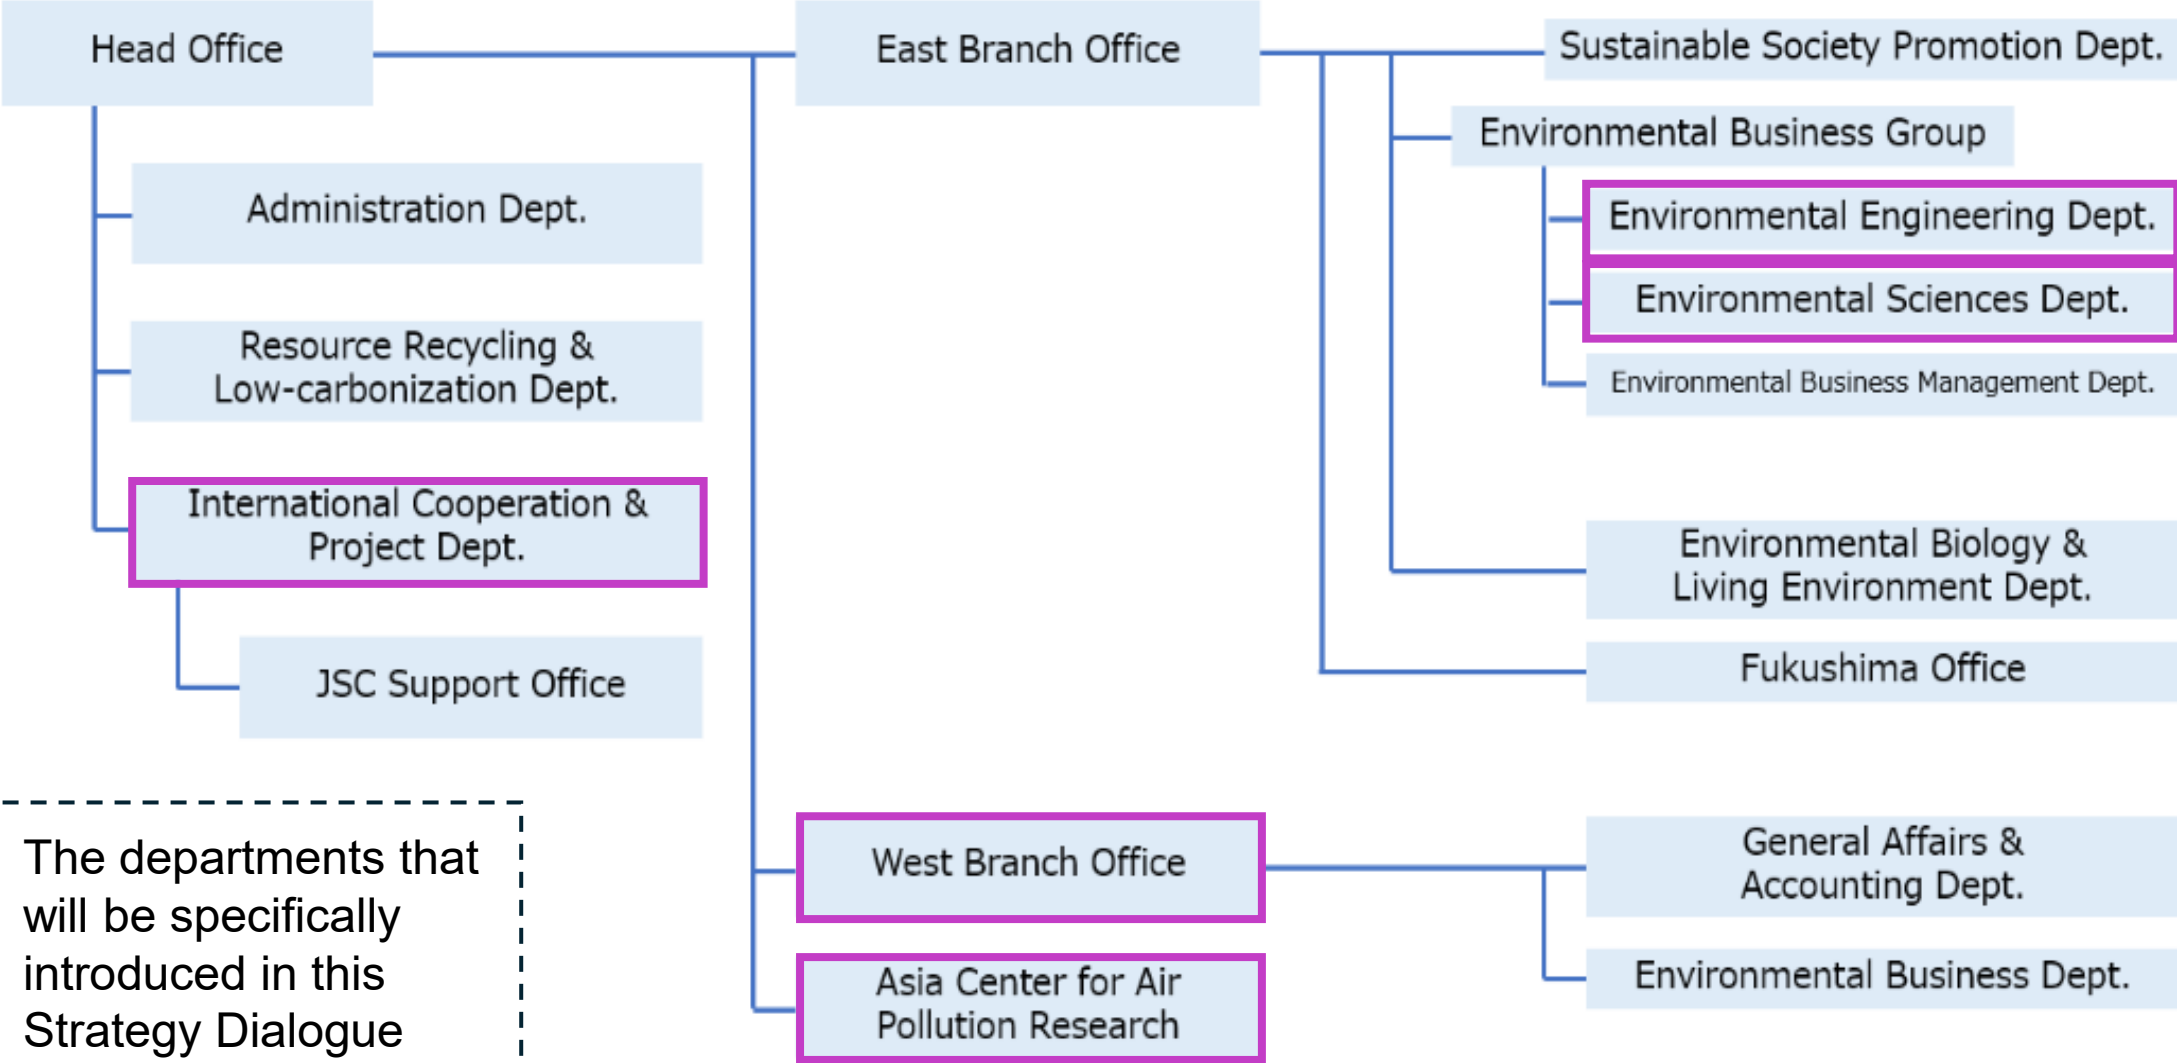 Head Office
East Branch Office
Sustainable Society Promotion Dept.
Environmental Business Group
Administration Dept.
Environmental Engineering Dept.
Environmental Sciences Dept.
Resource Recycling &
Low-carbonization Dept.
Environmental Business Management Dept.
International Cooperation &
Project Dept.
Environmental Biology &
Living Environment Dept.
JSC Support Office
Fukushima Office
The departments that
will be specifically
introduced in this
Strategy Dialogue
West Branch Office
General Affairs &
Accounting Dept.
Asia Center for Air
Pollution Research
Environmental Business Dept.